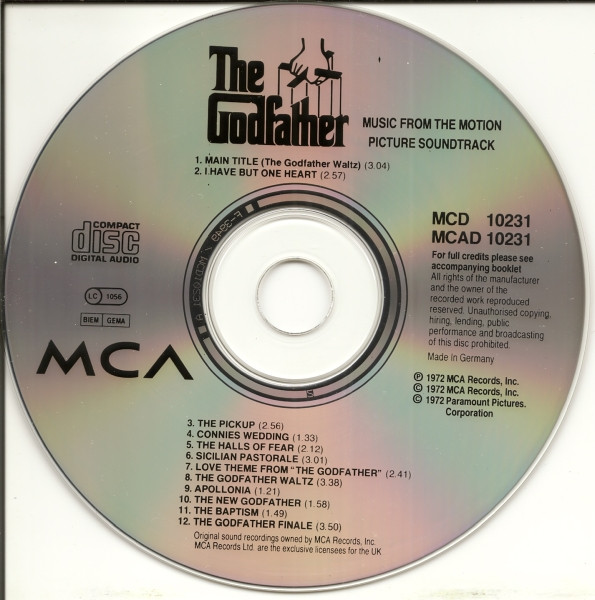 The
Godfather
MUSIC FROM THE MOTION
PICTURE SOUNDTRACK
1. MAIN TITLE (The Godfather Waltz) (3.04)
2. I HAVE BUT ONE HEART (2.57)
COMPACT
disc
DIGITAL AUDIO
LC 1056
BIEM GEMA
MCA
MCD 10231
MCAD 10231
For full credits please see
accompanying booklet
All rights of the manufacturer
and the owner of the
recorded work reproduced
reserved. Unauthorised copying,
hiring, lending, public
performance and broadcasting
of this disc prohibited.
Made In Germany
℗ 1972 MCA Records, Inc.
© 1972 MCA Records, Inc.
© 1972 Paramount Pictures.
Corporation
3. THE PICKUP (2.56)
4. CONNIES WEDDING (1.33)
5. THE HALLS OF FEAR (2.12)
6. SICILIAN PASTORALE (3.01)
7. LOVE THEME FROM "THE GODFATHER" (2.41)
8. THE GODFATHER WALTZ (3.38)
9. APOLLONIA (1.21)
10. THE NEW GODFATHER (1.58)
11. THE BAPTISM (1.49)
12. THE GODFATHER FINALE (3.50)
Original sound recordings owned by MCA Records, Inc.
MCA Records Ltd. are the exclusive licensees for the UK